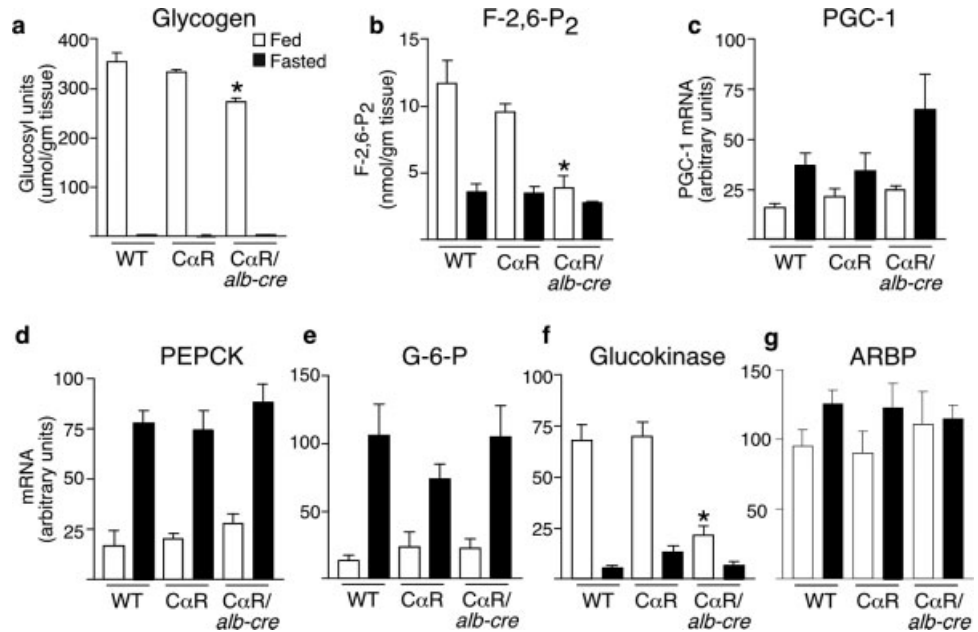 a
Glycogen
Glucosyl units
(umol/gm tissue)
400
300
200
100
Fed
Fasted
*
WT
CαR
CαR/
alb-cre
b
F-2,6-P2
F-2,6-P2
(nmol/gm tissue)
15
10
5
*
WT
CαR
CαR/
alb-cre
c
PGC-1
PGC-1 mRNA
(arbitrary units)
100
75
50
25
WT
CαR
CαR/
alb-cre
d
PEPCK
mRNA
(arbitrary units)
100
75
50
25
WT
CαR
CαR/
alb-cre
e
G-6-P
150
100
50
WT
CαR
CαR/
alb-cre
f
Glucokinase
100
75
50
25
*
WT
CαR
CαR/
alb-cre
g
ARBP
150
100
50
WT
CαR
CαR/
alb-cre